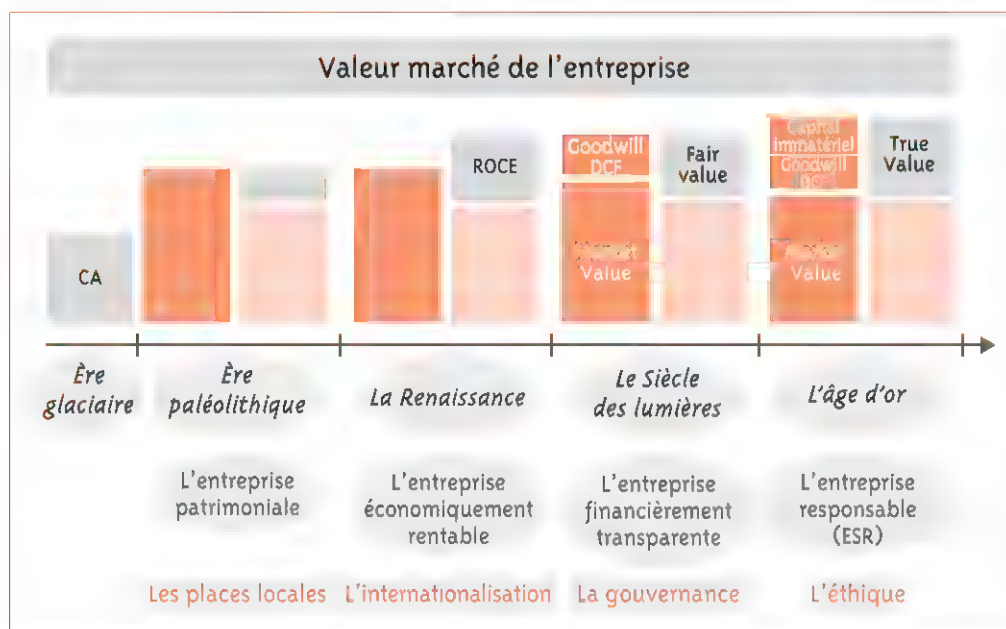 Valeur marché de l'entreprise
CA
ROCE
Goodwill
DCF
Fair
value
Value
Capital
immatériel
Goodwill
True
Value
Value
Ère
glaciaire
Ère
paléolithique
La Renaissance
Le Siècle
des lumières
L'âge d'or
L'entreprise
patrimoniale
L'entreprise
économiquement
rentable
L'entreprise
financièrement
transparente
L'entreprise
responsable
(ESR)
Les places locales
L'internationalisation
La gouvernance
L'éthique